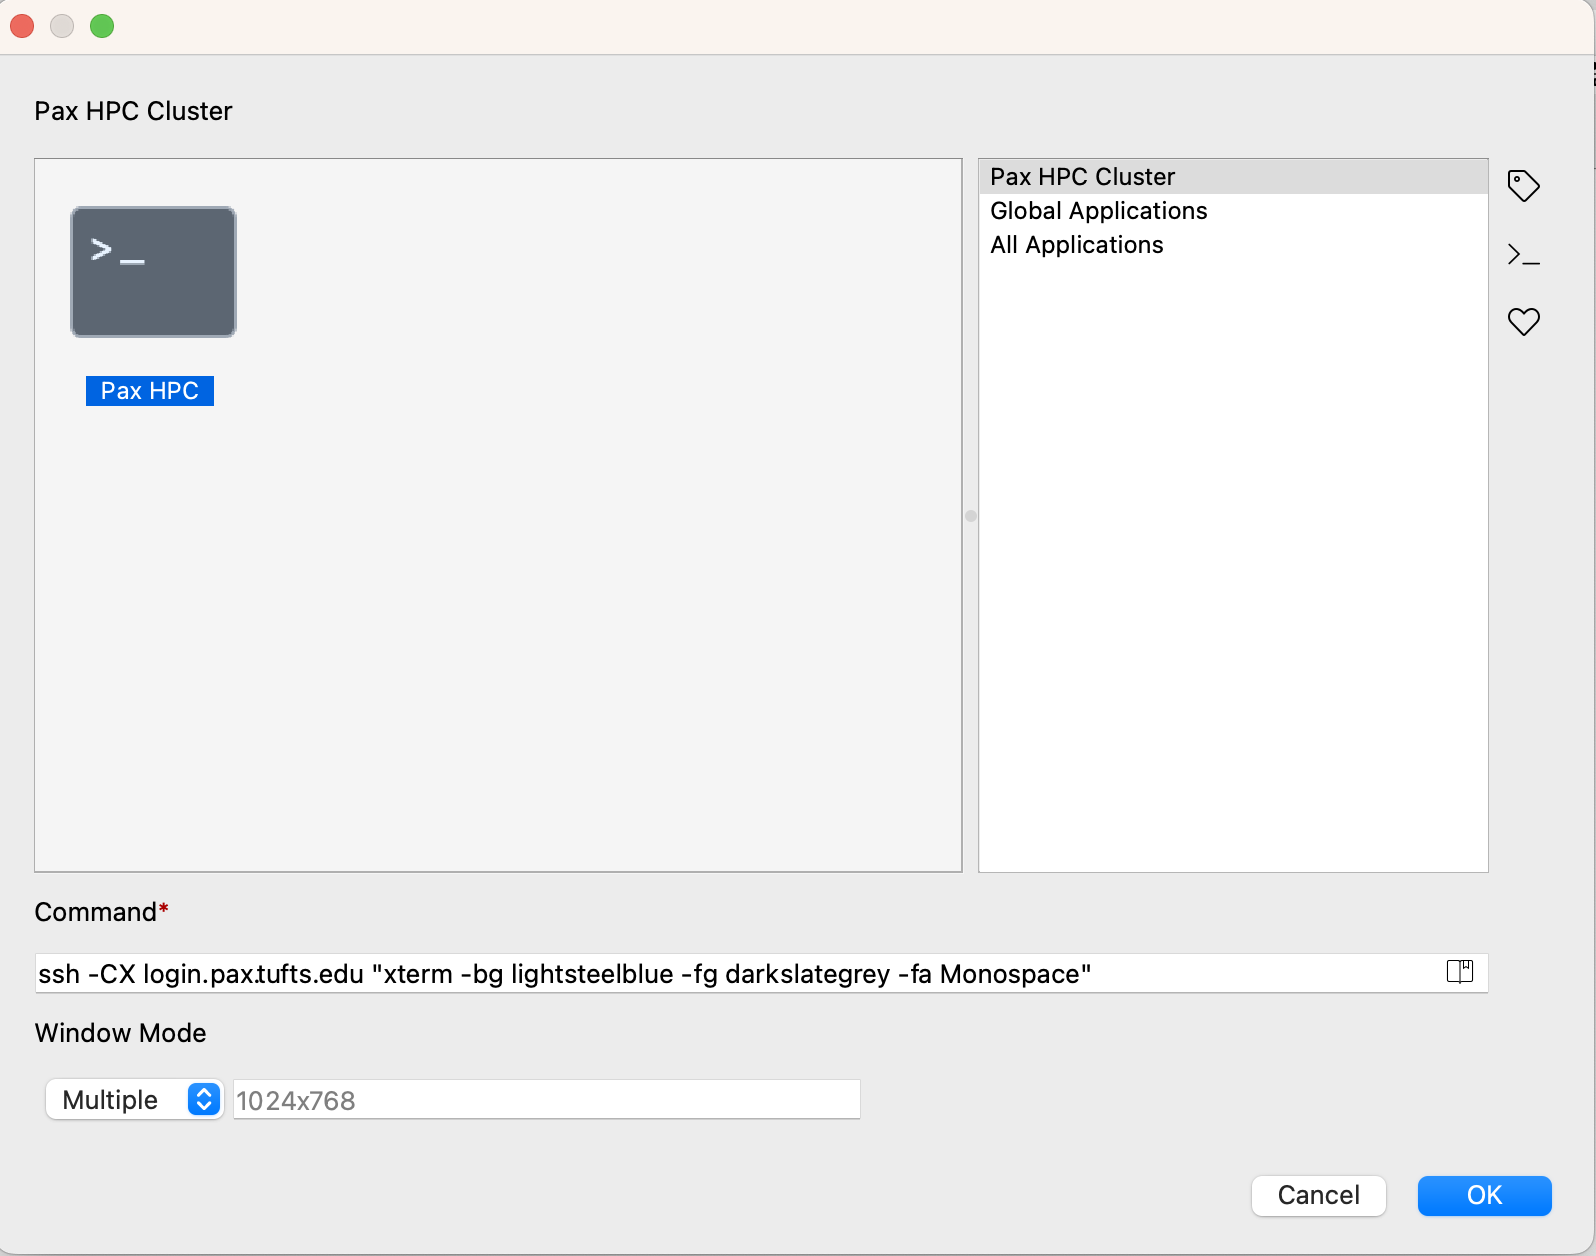 Pax HPC Cluster
>_
Pax HPC
Pax HPC Cluster
Global Applications
All Applications
>_
Command*
ssh -CX login.pax.tufts.edu "xterm -bg lightsteelblue -fg darkslategrey -fa Monospace"
Window Mode
Multiple
1024x768
Cancel
OK